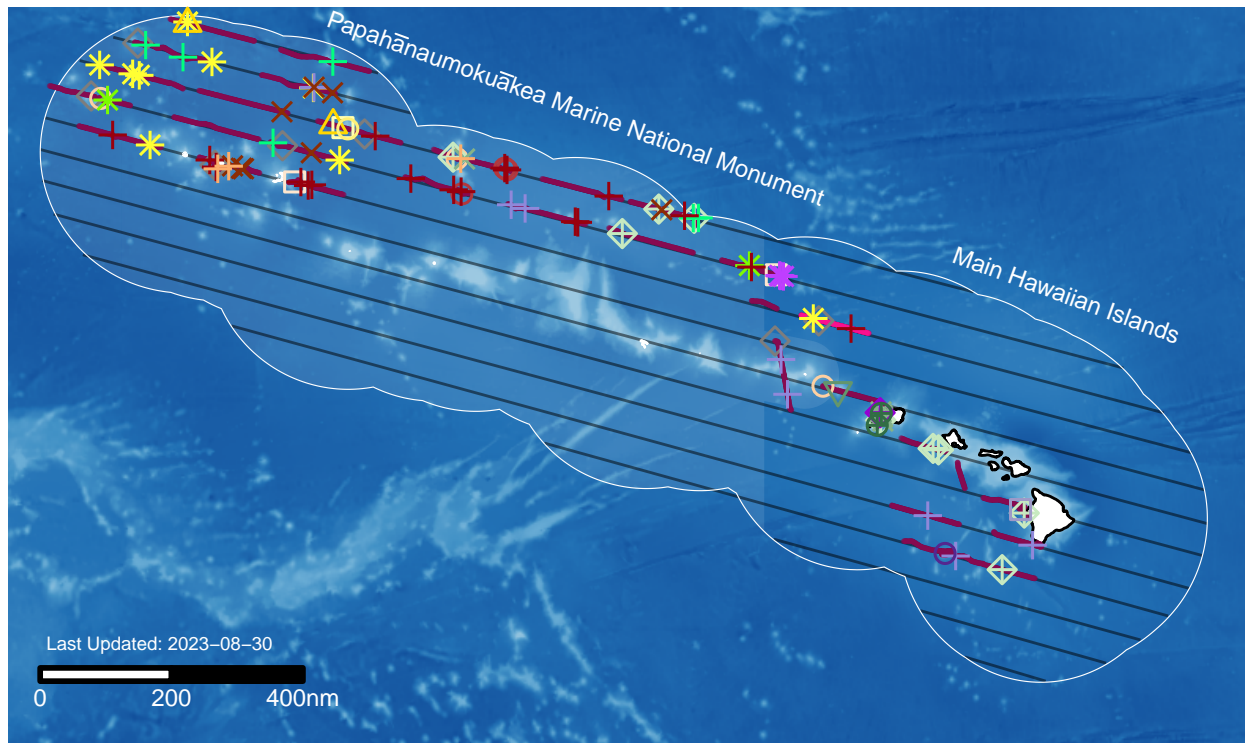 Papahānaumokuākea Marine National Monument
Main Hawaiian Islands
Last Updated: 2023−08−30
0 200 400nm